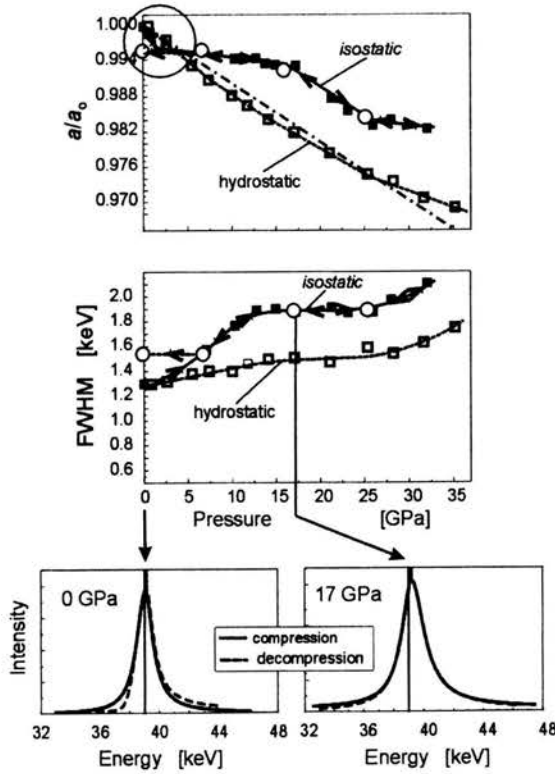 1.000
0.994
0.988
0.982
0.976
0.970
a/a₀
isostatic
hydrostatic
2.0
1.8
1.6
1.4
1.2
1.0
0.8
0.6
FWHM [keV]
isostatic
hydrostatic
0 5 10 15 20 25 30 35
Pressure [GPa]
0 GPa
17 GPa
Intensity
compression
decompression
32 36 40 44 48
32 36 40 44 48
Energy [keV]
Energy [keV]